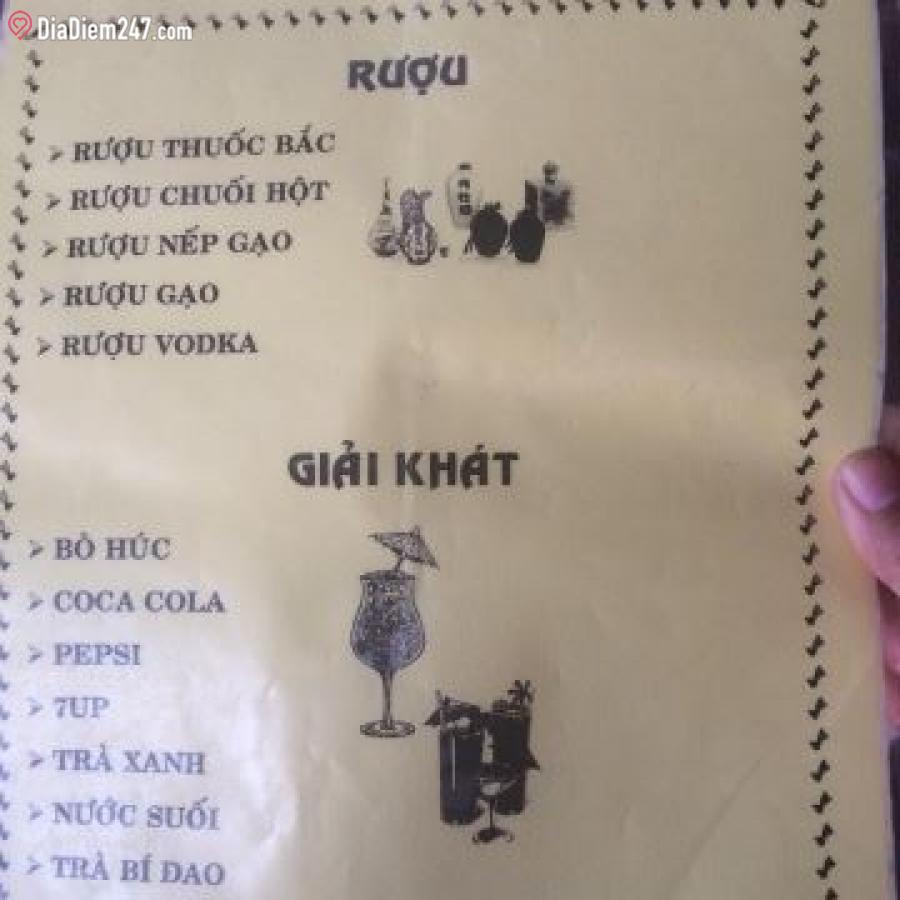 DiaDiem247.com
RƯỢU
RƯỢU THUỐC BẮC
RƯỢU CHUỐI HỘT
RƯỢU NẾP GẠO
RƯỢU GẠO
RƯỢU VODKA
GIẢI KHÁT
BÒ HÚC
COCA COLA
PEPSI
7UP
TRÀ XANH
NƯỚC SUỐI
TRÀ BÍ DAO